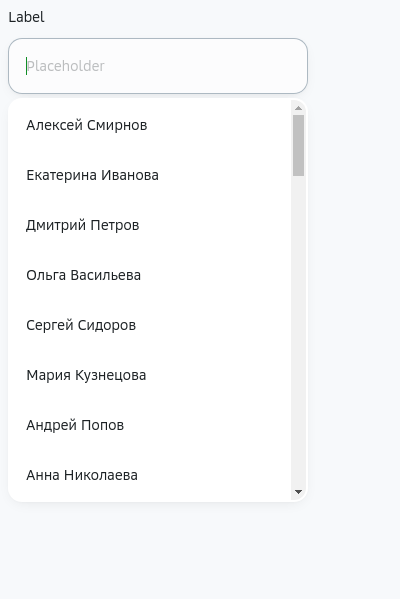 Label
Placeholder
Алексей Смирнов
Екатерина Иванова
Дмитрий Петров
Ольга Васильева
Сергей Сидоров
Мария Кузнецова
Андрей Попов
Анна Николаева